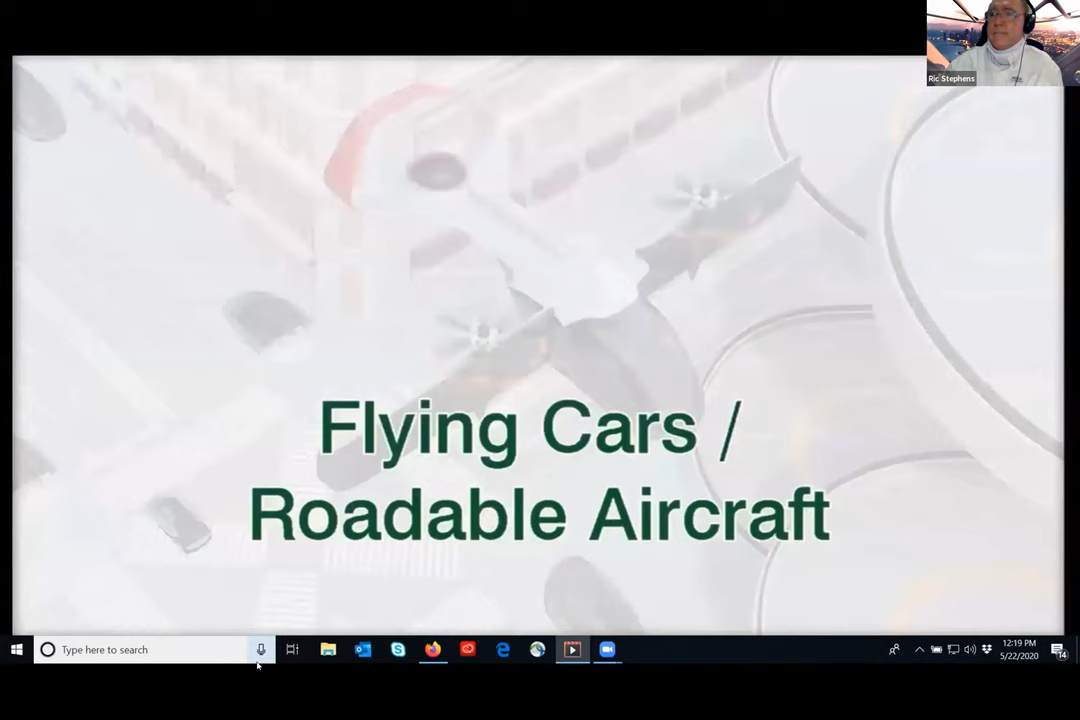 Ric Stephens
Flying Cars /
Roadable Aircraft
Type here to search
12:19 PM
5/22/2020
14